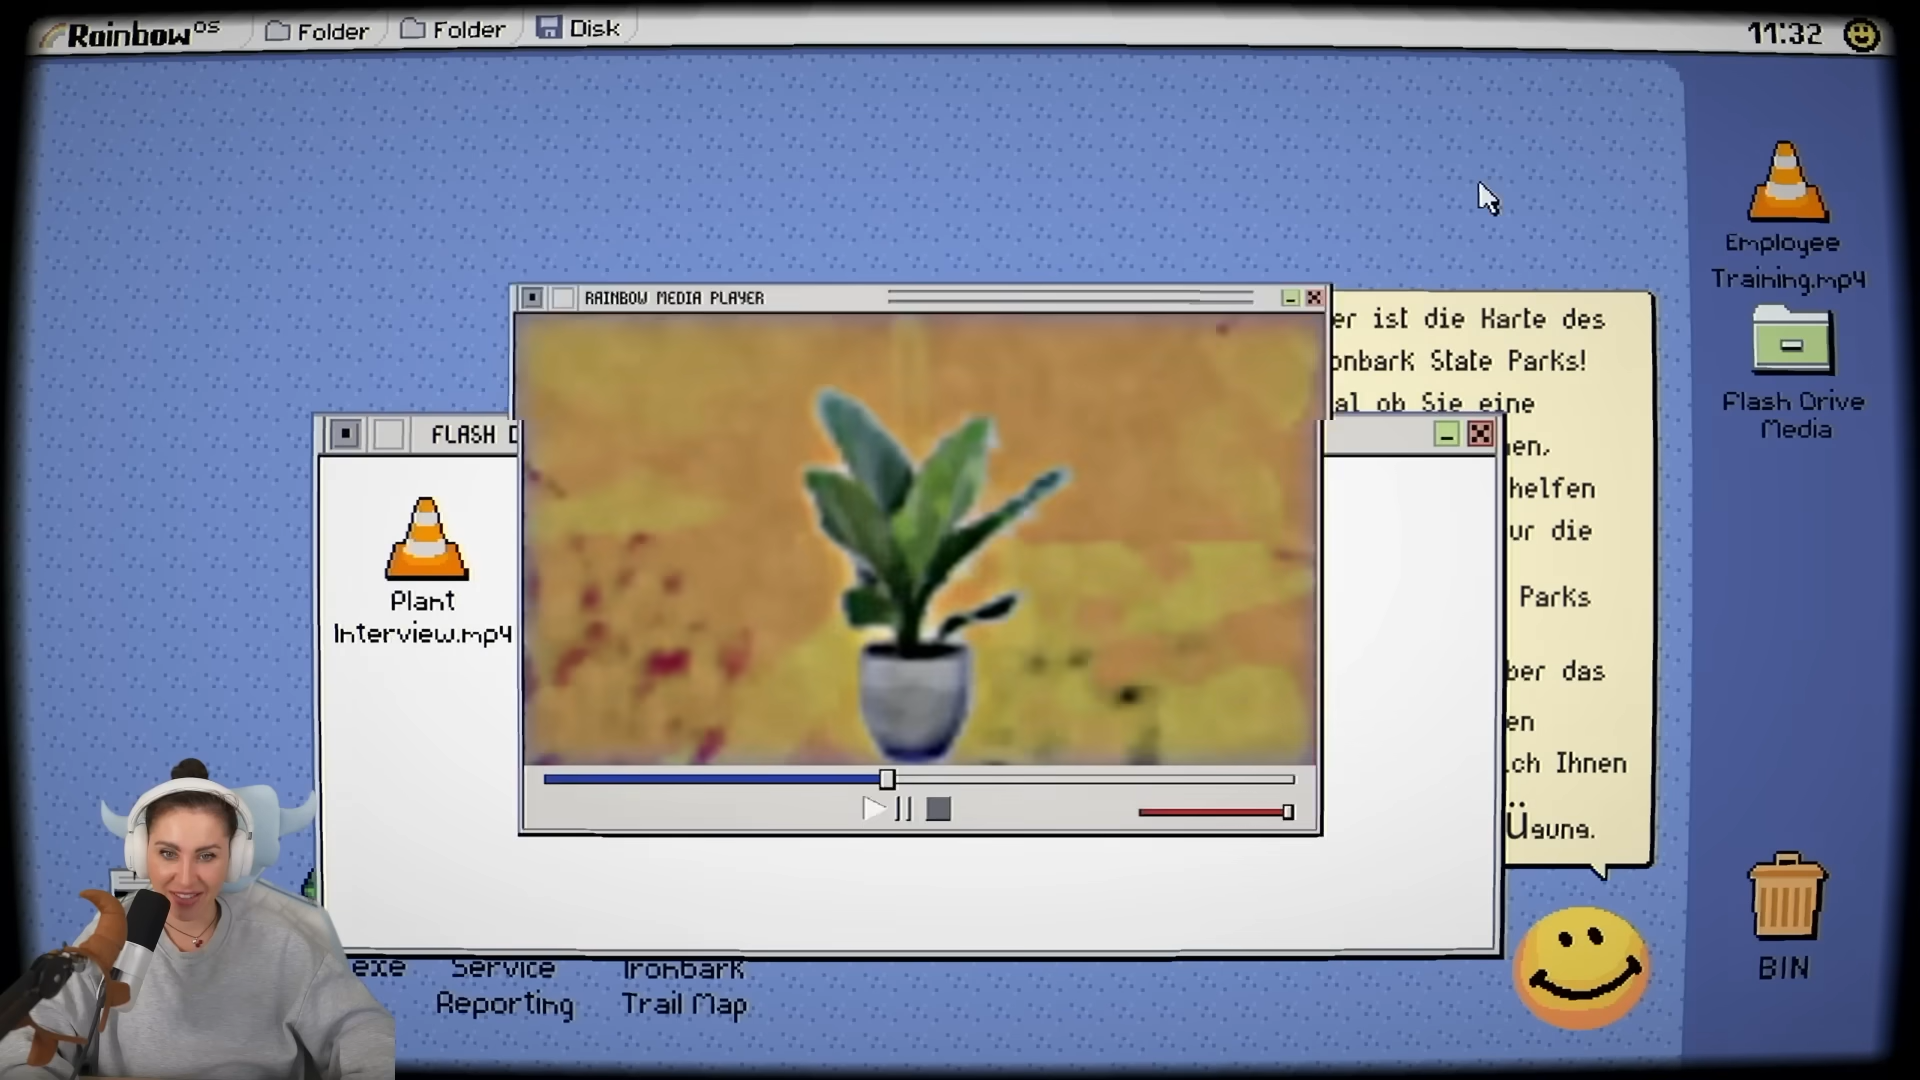 Rainbow OS
Folder
Folder
Disk
11:32
Employee
Training.mp4
Flash Drive
Media
RAINBOW MEDIA PLAYER
er ist die Karte des
onbark State Parks!
al ob Sie eine
en,
helfen
ur die
Parks
ber das
en
ch Ihnen
FLASH
Plant
Interview.mp4
exe
Service
Reporting
Ironbark
Trail Map
BIN